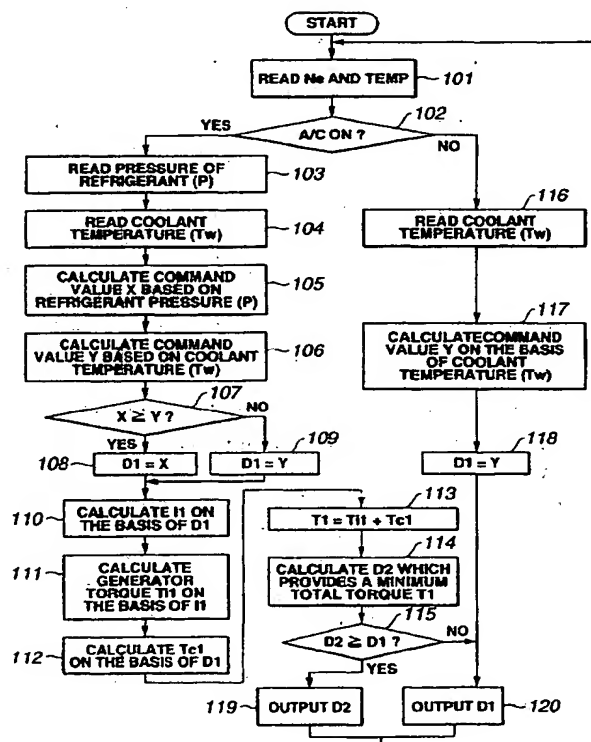 START
READ Ne AND TEMP
101
A/C ON ?
102
YES
NO
READ PRESSURE OF
REFRIGERANT (P)
103
READ COOLANT
TEMPERATURE (Tw)
104
CALCULATE COMMAND
VALUE X BASED ON
REFRIGERANT PRESSURE (P)
105
CALCULATE COMMAND
VALUE Y BASED ON COOLANT
TEMPERATURE (Tw)
106
X ≧ Y ?
107
YES
NO
108
D1 = X
D1 = Y
109
110
CALCULATE I1 ON
THE BASIS OF D1
111
CALCULATE
GENERATOR
TORQUE TI1 ON
THE BASIS OF I1
112
CALCULATE Tc1
ON THE BASIS OF D1
T1 = TI1 + Tc1
113
CALCULATE D2 WHICH
PROVIDES A MINIMUM
TOTAL TORQUE T1
114
D2 ≧ D1 ?
115
NO
YES
READ COOLANT
TEMPERATURE (Tw)
116
CALCULATECOMMAND
VALUE Y ON THE BASIS
OF COOLANT
TEMPERATURE (Tw)
117
D1 = Y
118
119
OUTPUT D2
OUTPUT D1
120